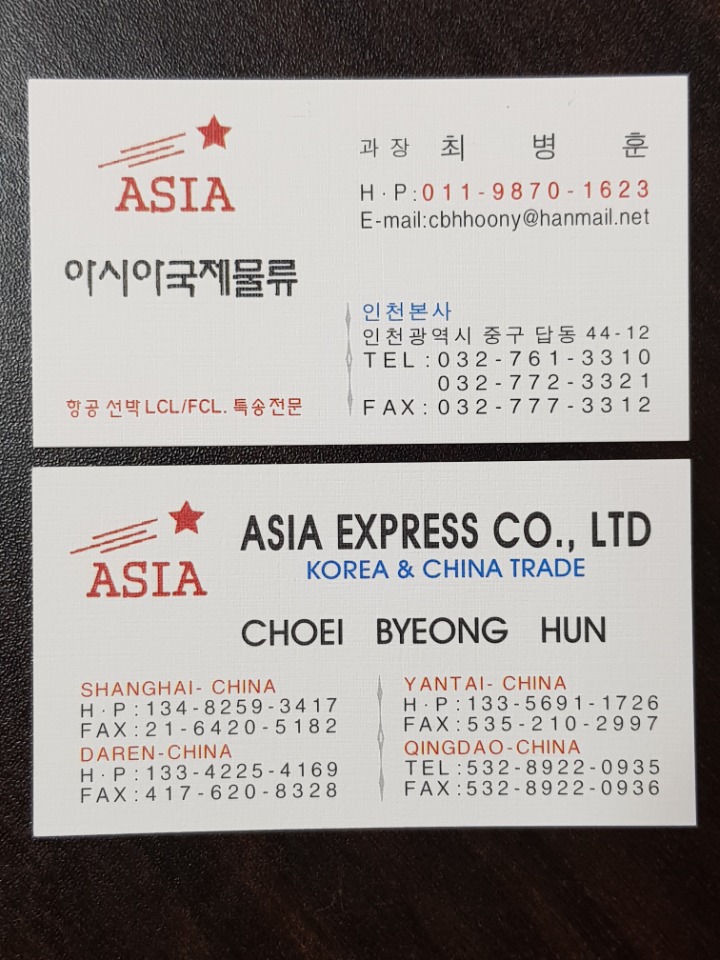 ASIA
아시아국제물류
항공 선박 LCL/FCL. 특송전문
과장 최 병 훈
H·P:011-9870-1623
E-mail:cbhhoony@hanmail.net
인천본사
인천광역시 중구 답동 44-12
TEL:032-761-3310
032-772-3321
FAX:032-777-3312
ASIA
ASIA EXPRESS CO., LTD
KOREA & CHINA TRADE
CHOEI BYEONG HUN
SHANGHAI- CHINA
H·P:134-8259-3417
FAX:21-6420-5182
DAREN-CHINA
H·P:133-4225-4169
FAX:417-620-8328
YANTAI- CHINA
H·P:133-5691-1726
FAX:535-210-2997
QINGDAO-CHINA
TEL:532-8922-0935
FAX:532-8922-0936